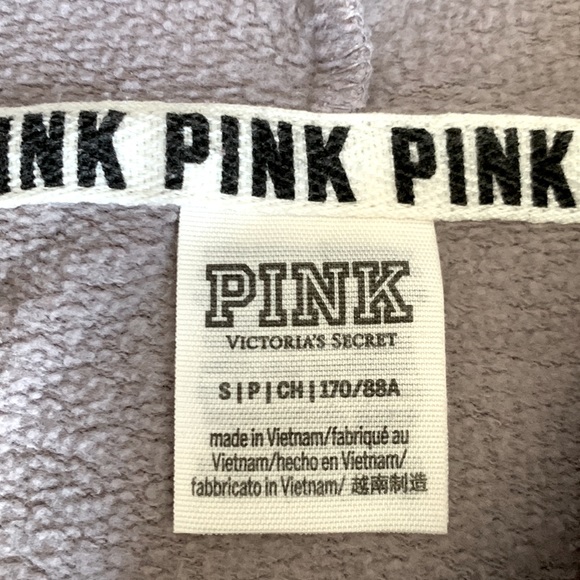 INK PINK PINK
PINK
VICTORIA'S SECRET
S | P | CH | 170/88A
made in Vietnam/fabriqué au
Vietnam/hecho en Vietnam/
fabbricato in Vietnam/ 越南制造